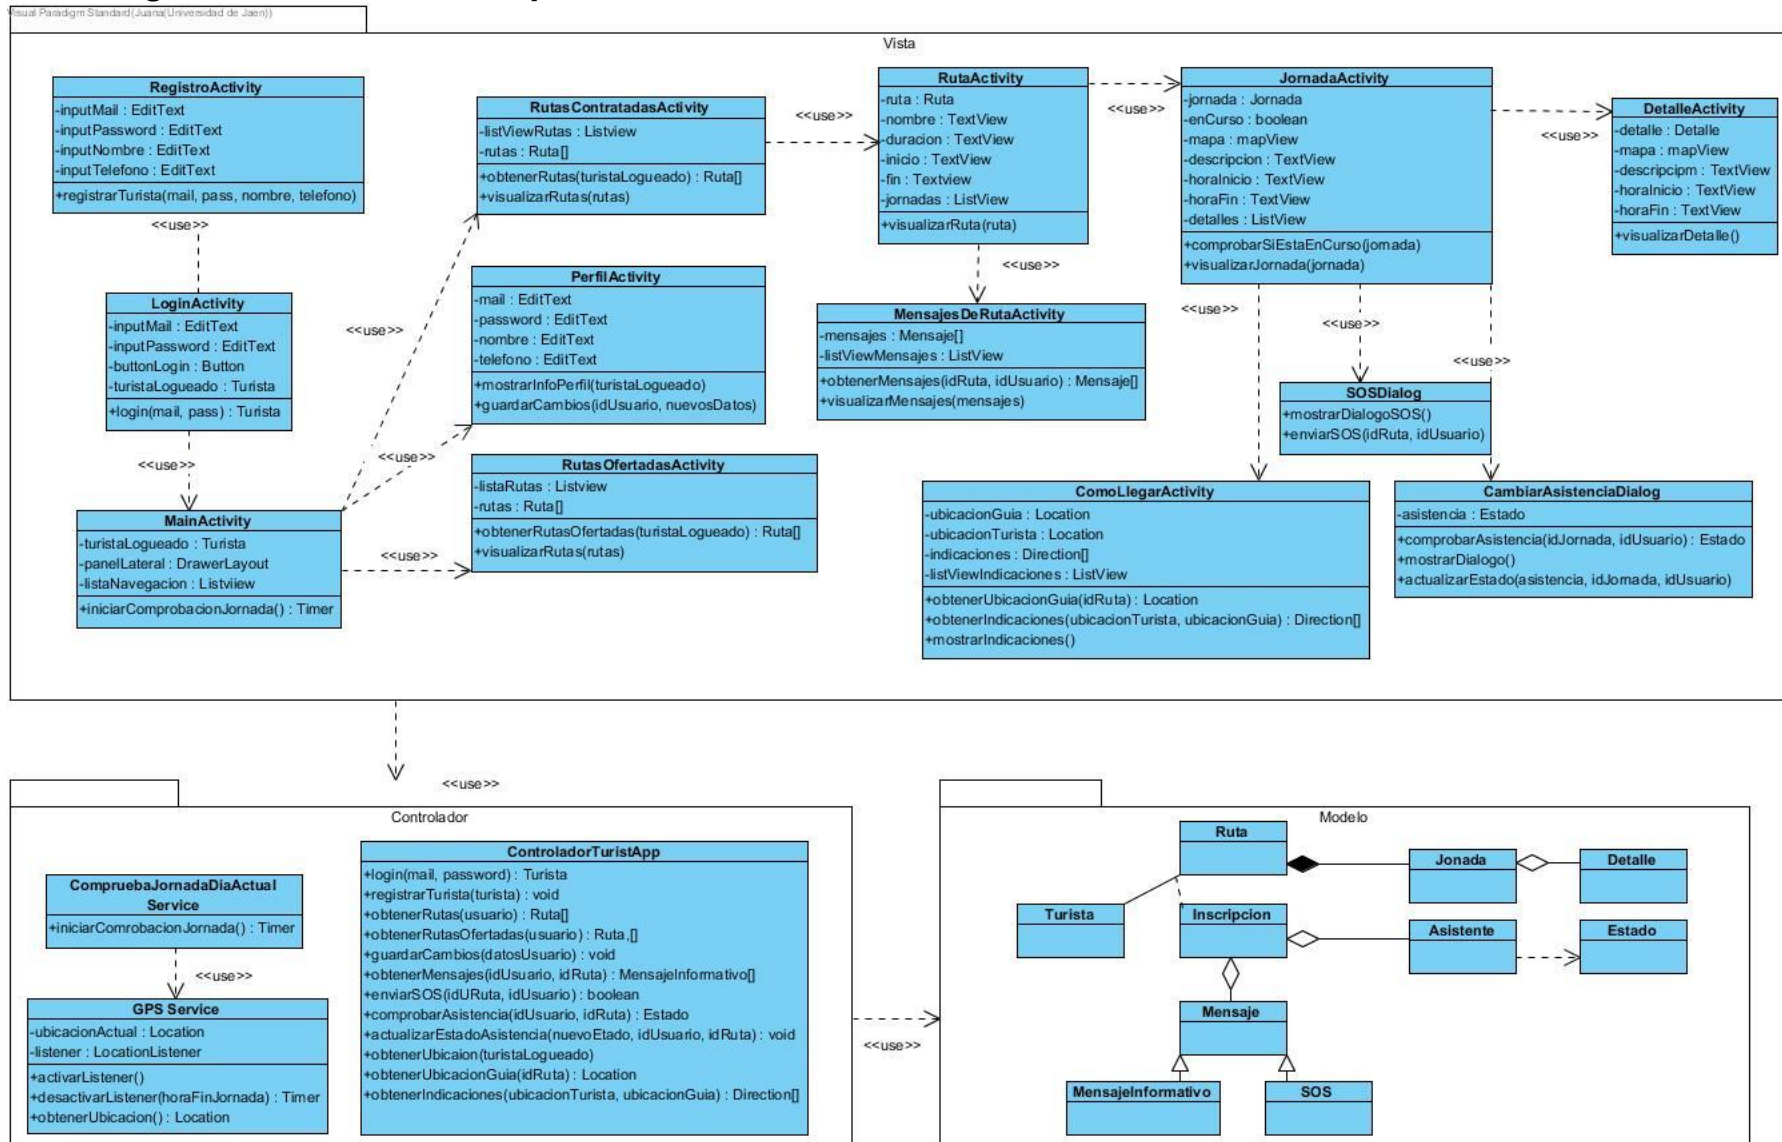 Visual Paradigm Standard(Juana(Universidad de Jaen))
Vista
RegistroActivity
-inputMail : EditText
-inputPassword : EditText
-inputNombre : EditText
-inputTelefono : EditText
+registrarTurista(mail, pass, nombre, telefono)
<<use>>
LoginActivity
-inputMail : EditText
-inputPassword : EditText
-buttonLogin : Button
-turistaLogueado : Turista
+login(mail, pass) : Turista
<<use>>
MainActivity
-turistaLogueado : Turista
-panelLateral : DrawerLayout
-listaNavegacion : Listviiew
+iniciarComprobacionJornada() : Timer
<<use>>
<<use>>
<<use>>
RutasContratadasActivity
-listViewRutas : Listview
-rutas : Ruta[]
+obtenerRutas(turistaLogueado) : Ruta[]
+visualizarRutas(rutas)
<<use>>
PerfilActivity
-mail : EditText
-password : EditText
-nombre : EditText
-telefono : EditText
+mostrarInfoPerfil(turistaLogueado)
+guardarCambios(idUsuario, nuevosDatos)
RutasOfertadasActivity
-listaRutas : Listview
-rutas : Ruta[]
+obtenerRutasOfertadas(turistaLogueado) : Ruta[]
+visualizarRutas(rutas)
RutaActivity
-ruta : Ruta
-nombre : TextView
-duracion : TextView
-inicio : TextView
-fin : Textview
-jornadas : ListView
+visualizarRuta(ruta)
<<use>>
<<use>>
MensajesDeRutaActivity
-mensajes : Mensaje[]
-listViewMensajes : ListView
+obtenerMensajes(idRuta, idUsuario) : Mensaje[]
+visualizarMensajes(mensajes)
JornadaActivity
-jornada : Jornada
-enCurso : boolean
-mapa : mapView
-descripcion : TextView
-horaInicio : TextView
-horaFin : TextView
-detalles : ListView
+comprobarSiEstaEnCurso(jornada)
+visualizarJornada(jornada)
<<use>>
<<use>>
<<use>>
<<use>>
DetalleActivity
-detalle : Detalle
-mapa : mapView
-descripcipm : TextView
-horaInicio : TextView
-horaFin : TextView
+visualizarDetalle()
SOSDialog
+mostrarDialogoSOS()
+enviarSOS(idRuta, idUsuario)
ComoLlegarActivity
-ubicacionGuia : Location
-ubicacionTurista : Location
-indicaciones : Direction[]
-listViewIndicaciones : ListView
+obtenerUbicacionGuia(idRuta) : Location
+obtenerIndicaciones(ubicacionTurista, ubicacionGuia) : Direction[]
+mostrarIndicaciones()
CambiarAsistenciaDialog
-asistencia : Estado
+comprobarAsistencia(idJornada, idUsuario) : Estado
+mostrarDialogo()
+actualizarEstado(asistencia, idJornada, idUsuario)
<<use>>
Controlador
CompruebaJornadaDiaActual
Service
+iniciarComrobacionJornada() : Timer
<<use>>
GPS Service
-ubicacionActual : Location
-listener : LocationListener
+activarListener()
+desactivarListener(horaFinJornada) : Timer
+obtenerUbicacion() : Location
ControladorTuristApp
+login(mail, password) : Turista
+registrarTurista(turista) : void
+obtenerRutas(usuario) : Ruta[]
+obtenerRutasOfertadas(usuario) : Ruta,[]
+guardarCambios(datosUsuario) : void
+obtenerMensajes(idUsuario, idRuta) : MensajeInformativo[]
+enviarSOS(idURuta, idUsuario) : boolean
+comprobarAsistencia(idUsuario, idRuta) : Estado
+actualizarEstadoAsistencia(nuevoEtado, idUsuario, idRuta) : void
+obtenerUbicaion(turistaLogueado)
+obtenerUbicacionGuia(idRuta) : Location
+obtenerIndicaciones(ubicacionTurista, ubicacionGuia) : Direction[]
<<use>>
Modelo
Ruta
Jonada
Detalle
Turista
Inscripcion
Asistente
Estado
Mensaje
MensajeInformativo
SOS